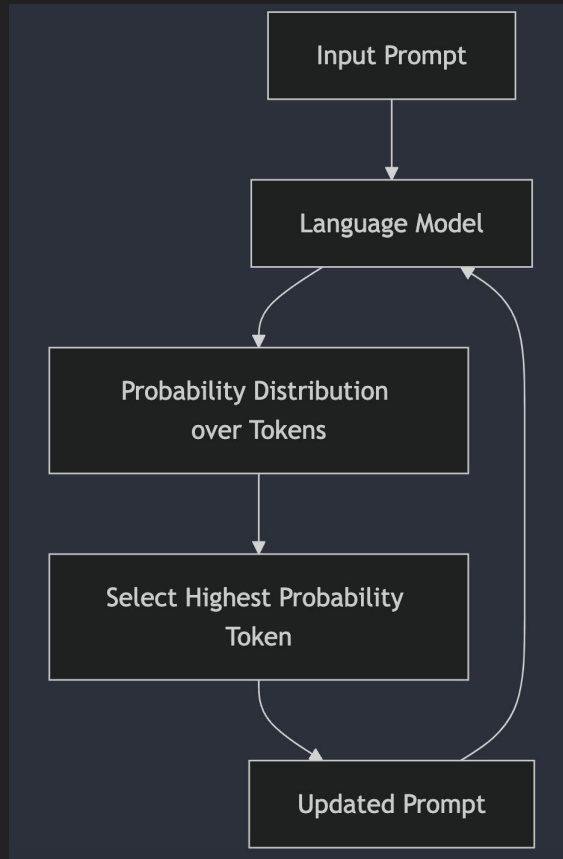 Input Prompt
Language Model
Probability Distribution
over Tokens
Select Highest Probability
Token
Updated Prompt